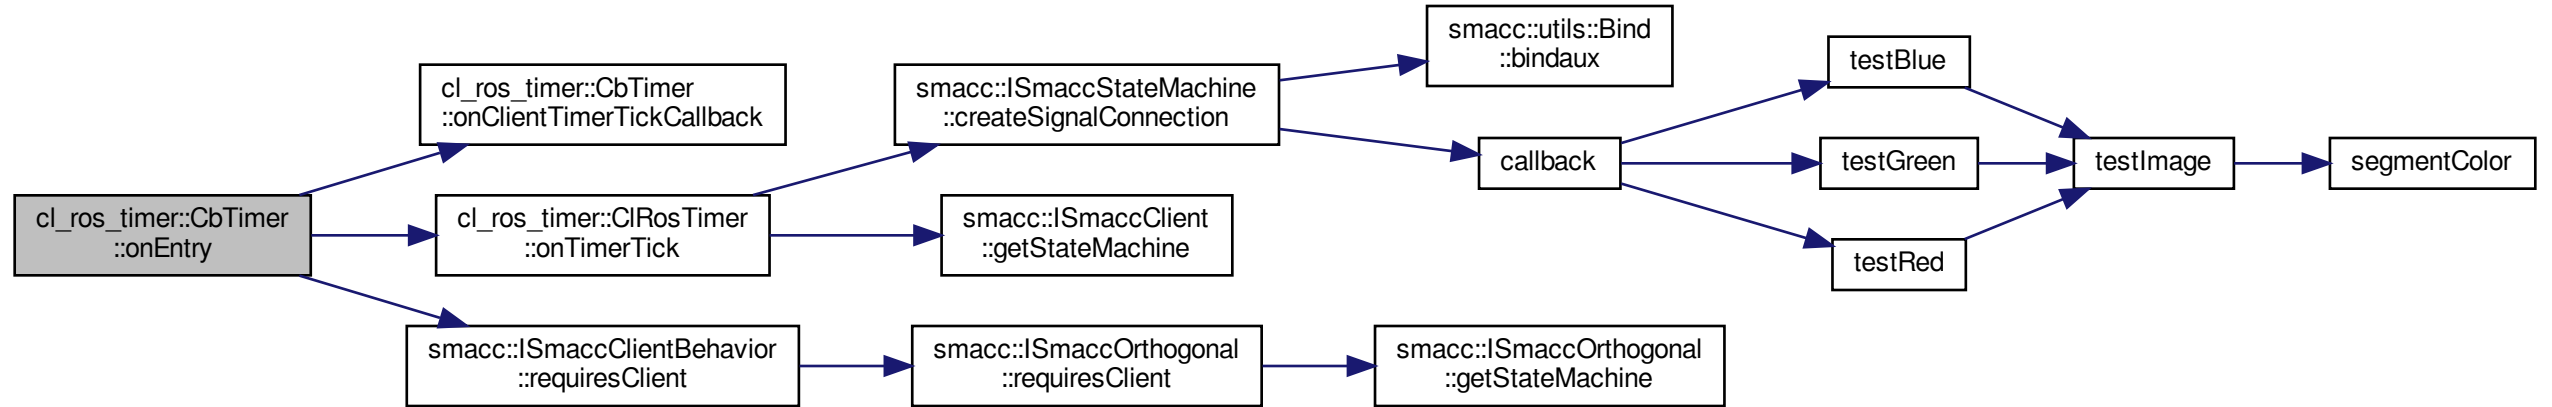 cl_ros_timer::CbTimer
::onEntry
cl_ros_timer::CbTimer
::onClientTimerTickCallback
cl_ros_timer::ClRosTimer
::onTimerTick
smacc::ISmaccClientBehavior
::requiresClient
smacc::ISmaccStateMachine
::createSignalConnection
smacc::ISmaccClient
::getStateMachine
smacc::ISmaccOrthogonal
::requiresClient
smacc::utils::Bind
::bindaux
callback
smacc::ISmaccOrthogonal
::getStateMachine
testBlue
testGreen
testRed
testImage
segmentColor